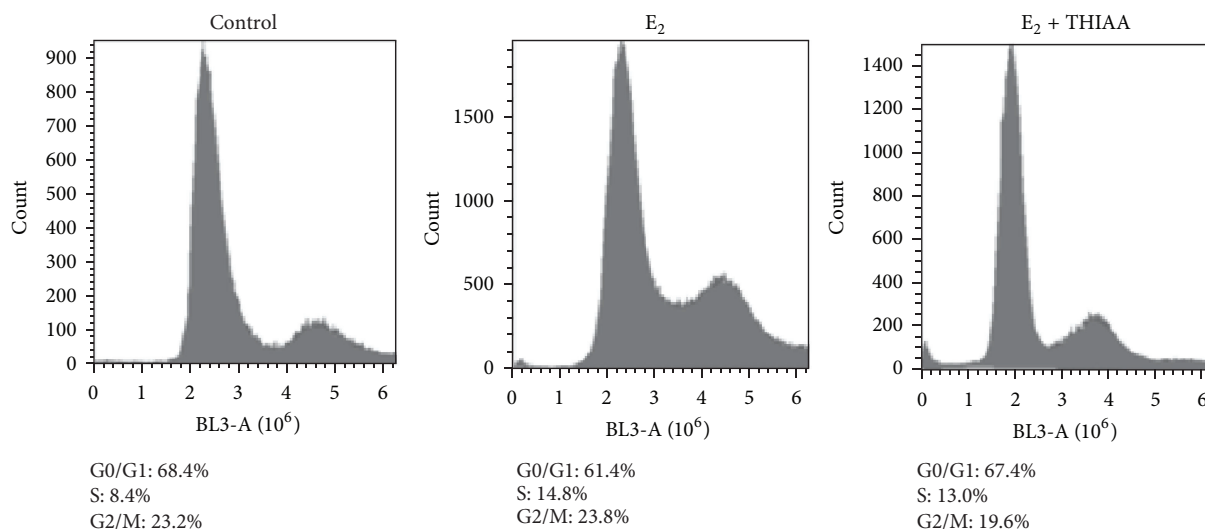 Control
900
800
700
600
500
400
300
200
100
0
Count
0 1 2 3 4 5 6
BL3-A (10⁶)
G0/G1: 68.4%
S: 8.4%
G2/M: 23.2%
E₂
1500
1000
500
0
Count
0 1 2 3 4 5 6
BL3-A (10⁶)
G0/G1: 61.4%
S: 14.8%
G2/M: 23.8%
E₂ + THIAA
1400
1200
1000
800
600
400
200
0
Count
0 1 2 3 4 5 6
BL3-A (10⁶)
G0/G1: 67.4%
S: 13.0%
G2/M: 19.6%